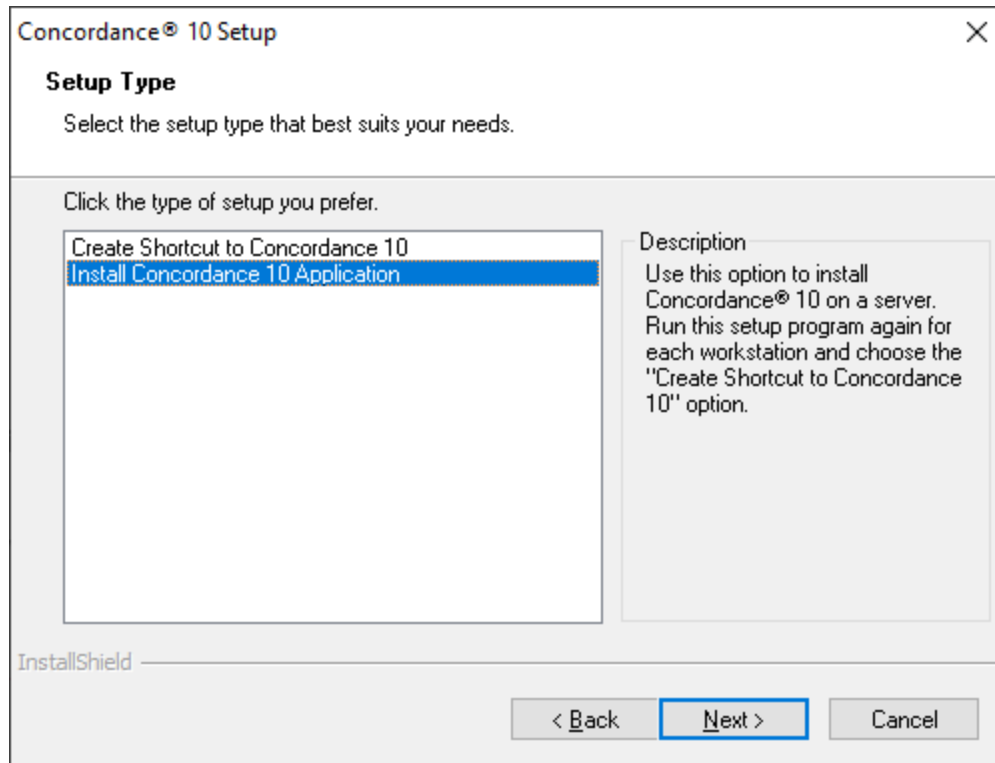 Concordance® 10 Setup
Setup Type
Select the setup type that best suits your needs.
Click the type of setup you prefer.
Create Shortcut to Concordance 10
Install Concordance 10 Application
Description
Use this option to install
Concordance® 10 on a server.
Run this setup program again for
each workstation and choose the
"Create Shortcut to Concordance
10" option.
InstallShield
< Back
Next >
Cancel